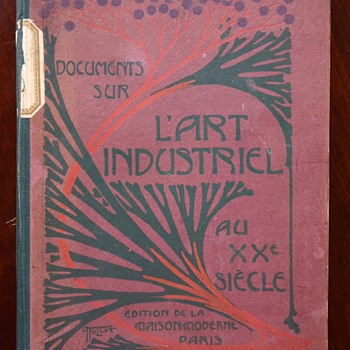 DOCUMENTS
SUR
L'ART
INDUSTRIEL
AU
XXE
SIÈCLE
ÉDITION DE LA
MAISON MODERNE
PARIS